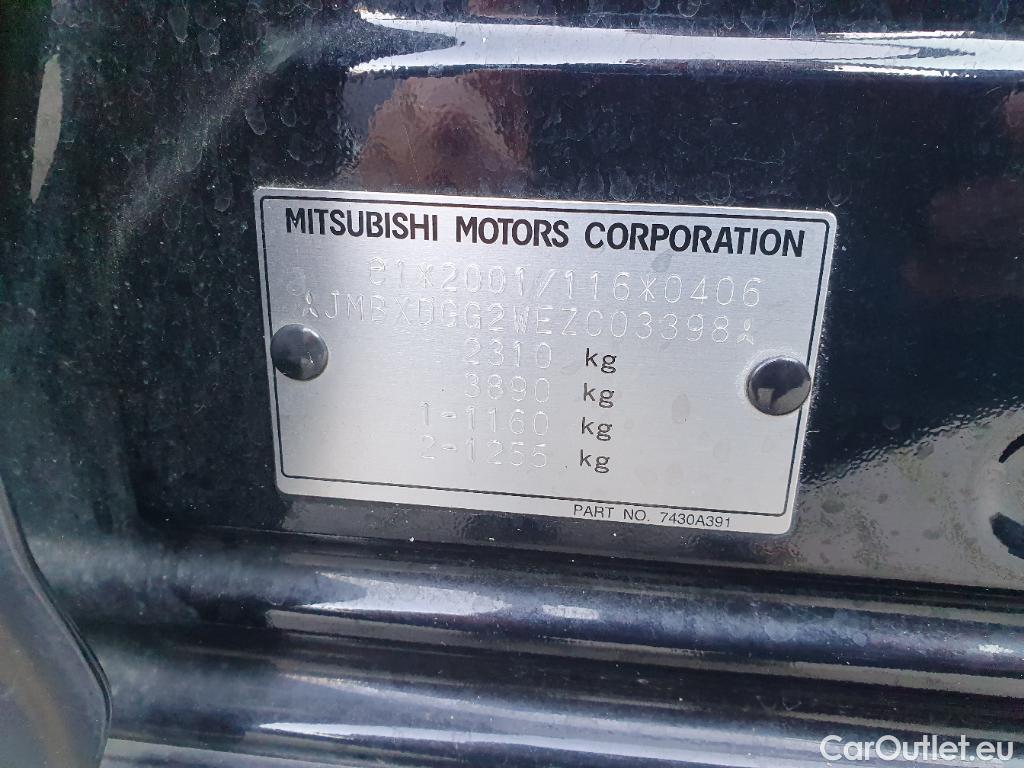 MITSUBISHI MOTORS CORPORATION
e1*2001/116*0406
JMBXDGG2WEZ003398
2310 kg
3890 kg
1-1160 kg
2-1255 kg
PART NO. 7430A391
CarOutlet.eu